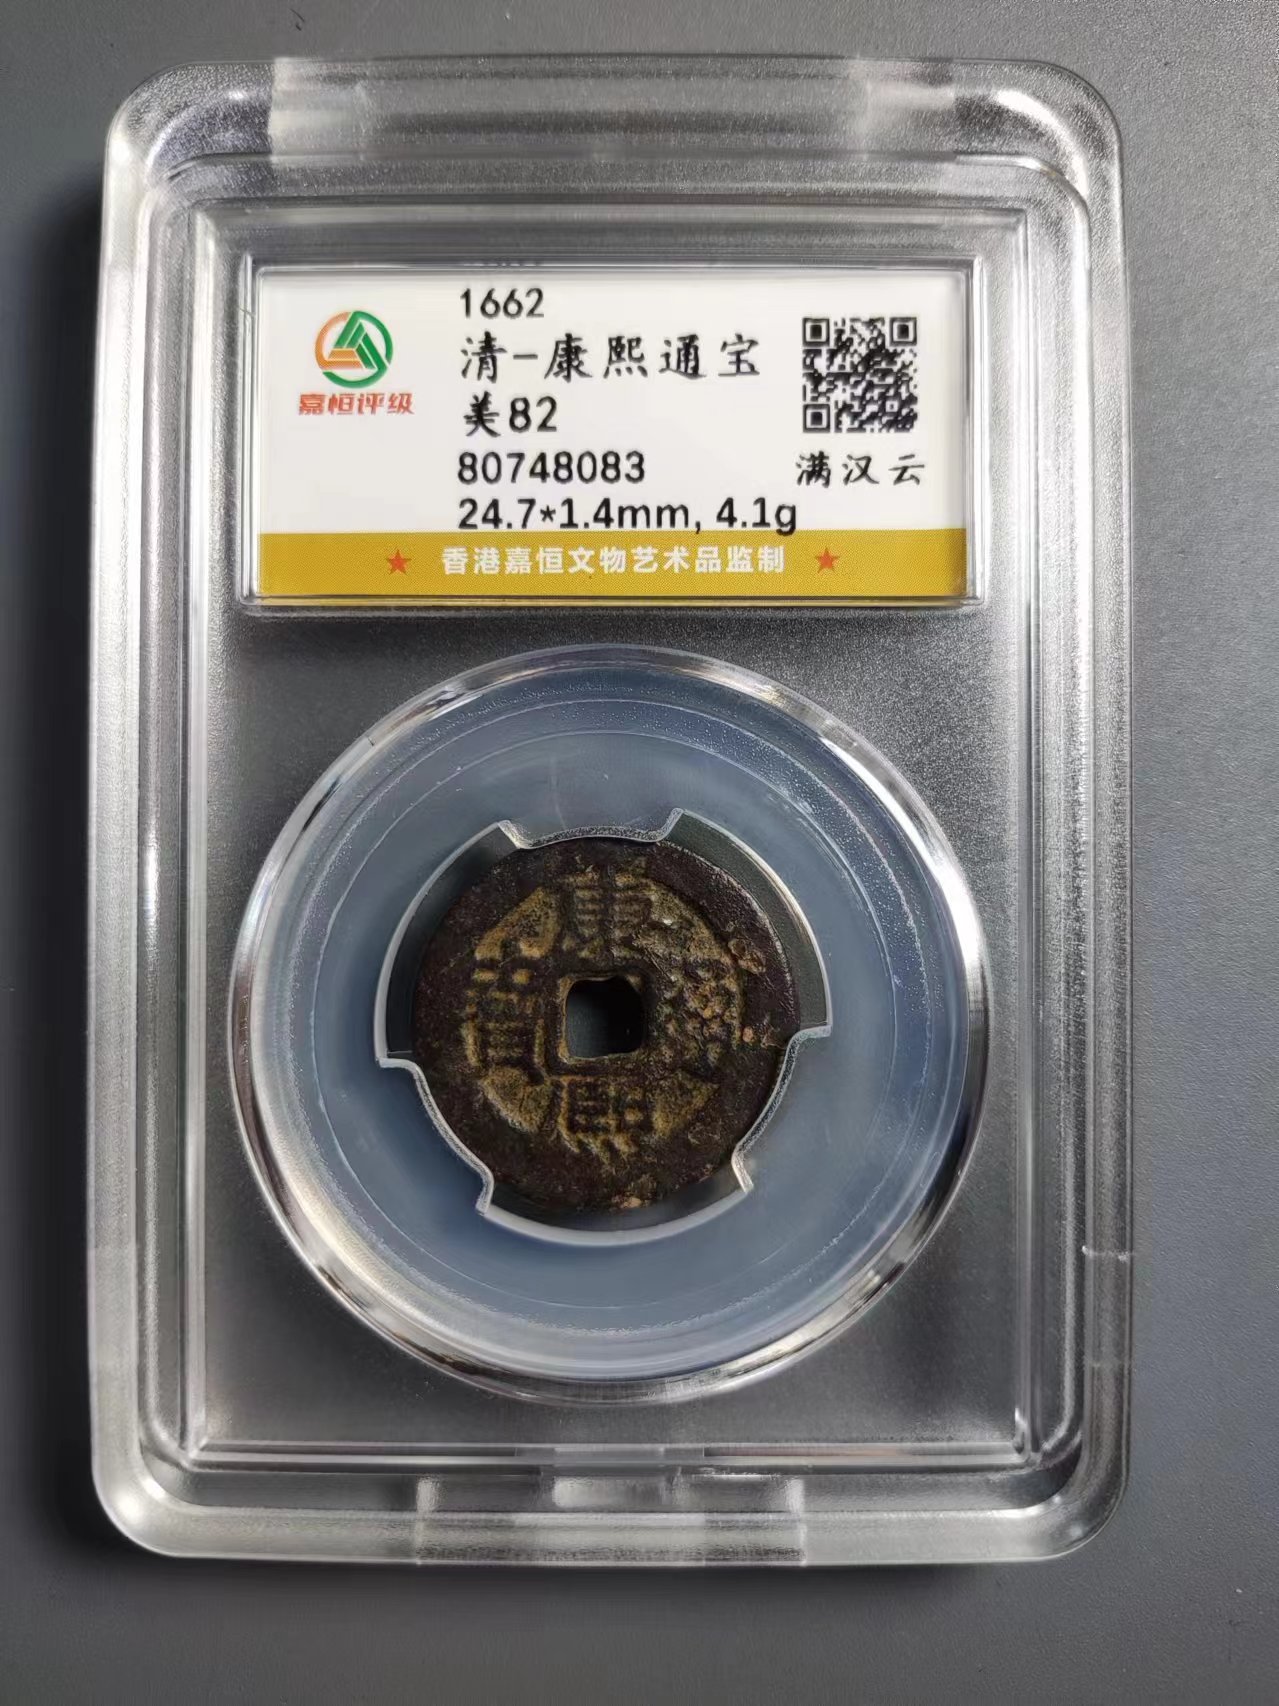 嘉恒评级
1662
清-康熙通宝
美82
80748083
满汉云
24.7*1.4mm, 4.1g
★ 香港嘉恒文物艺术品监制 ★
康熙
寶